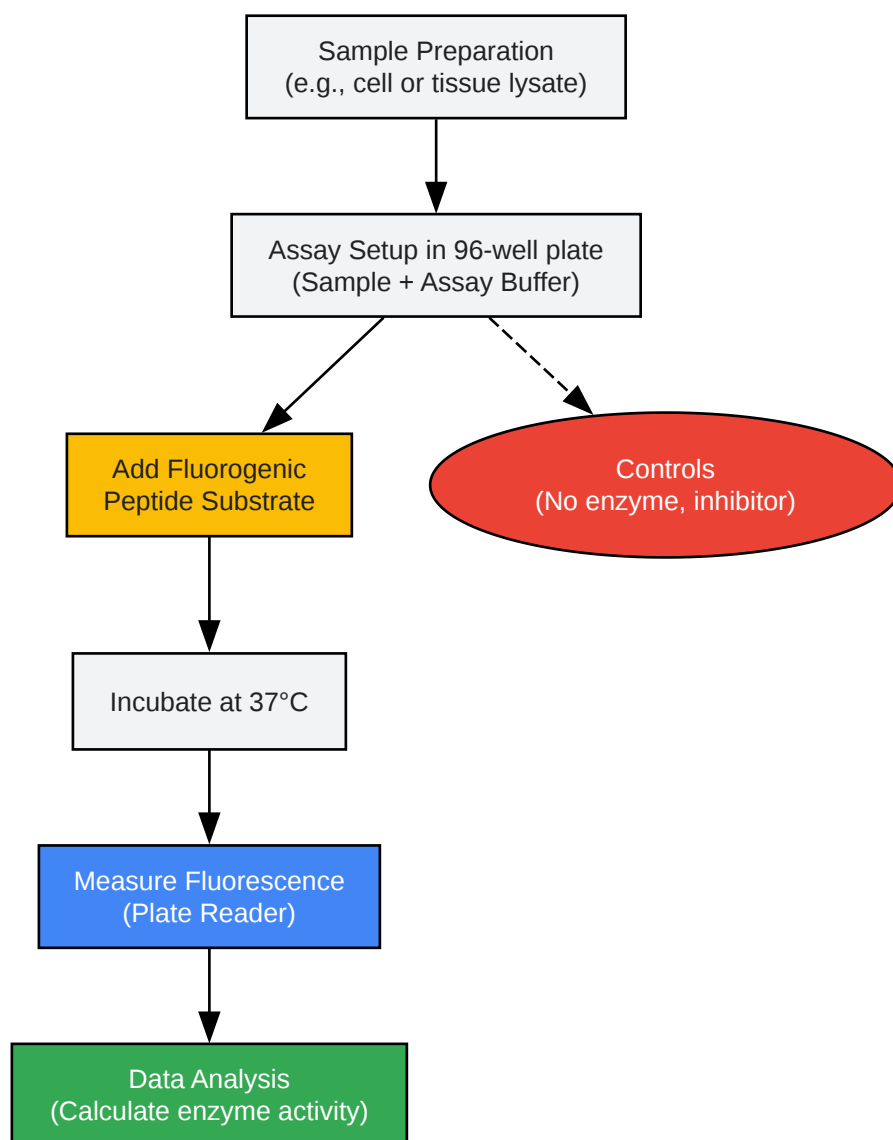 Sample Preparation
(e.g., cell or tissue lysate)
Assay Setup in 96-well plate
(Sample + Assay Buffer)
Add Fluorogenic
Peptide Substrate
Controls
(No enzyme, inhibitor)
Incubate at 37°C
Measure Fluorescence
(Plate Reader)
Data Analysis
(Calculate enzyme activity)